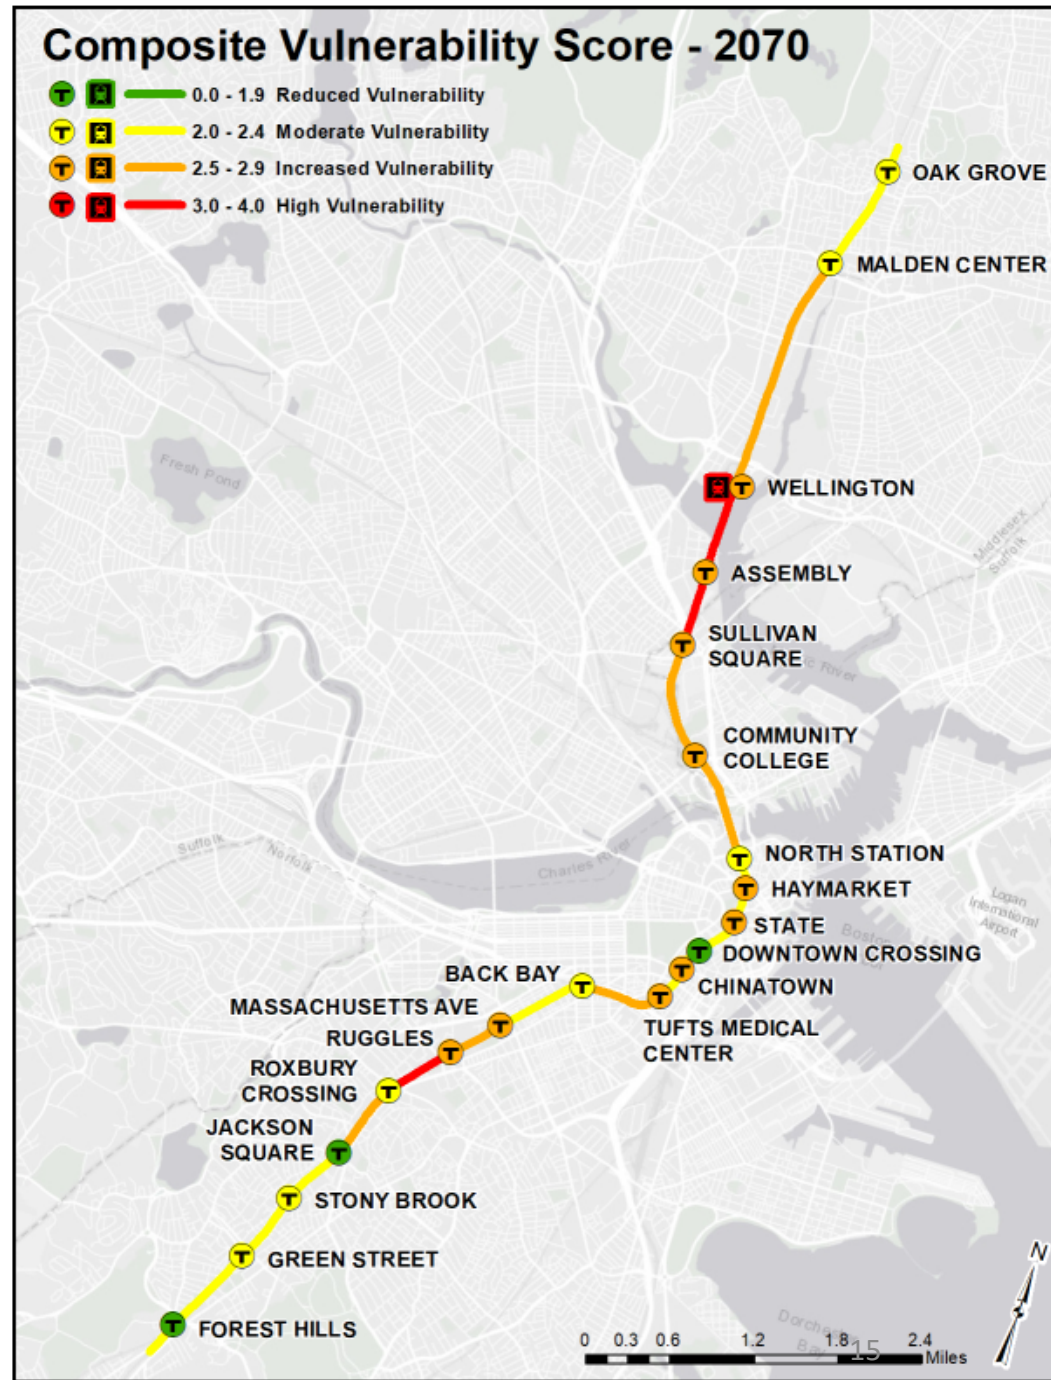 Composite Vulnerability Score - 2070
T 0.0 - 1.9 Reduced Vulnerability
T 2.0 - 2.4 Moderate Vulnerability
T 2.5 - 2.9 Increased Vulnerability
T 3.0 - 4.0 High Vulnerability
T OAK GROVE
T MALDEN CENTER
Fresh Pond
T WELLINGTON
Middlesex
Suffolk
T ASSEMBLY
T SULLIVAN
SQUARE
River
T COMMUNITY
COLLEGE
Suffolk
Norfolk
Charles River
T NORTH STATION
T HAYMARKET
Logan
International
Airport
T STATE
Boston
T DOWNTOWN CROSSING
T CHINATOWN
BACK BAY T
T TUFTS MEDICAL
CENTER
MASSACHUSETTS AVE T
RUGGLES T
ROXBURY
CROSSING T
JACKSON
SQUARE T
T STONY BROOK
T GREEN STREET
T FOREST HILLS
N
Bay
0 0.3 0.6 1.2 1.8 2.4
Miles
15